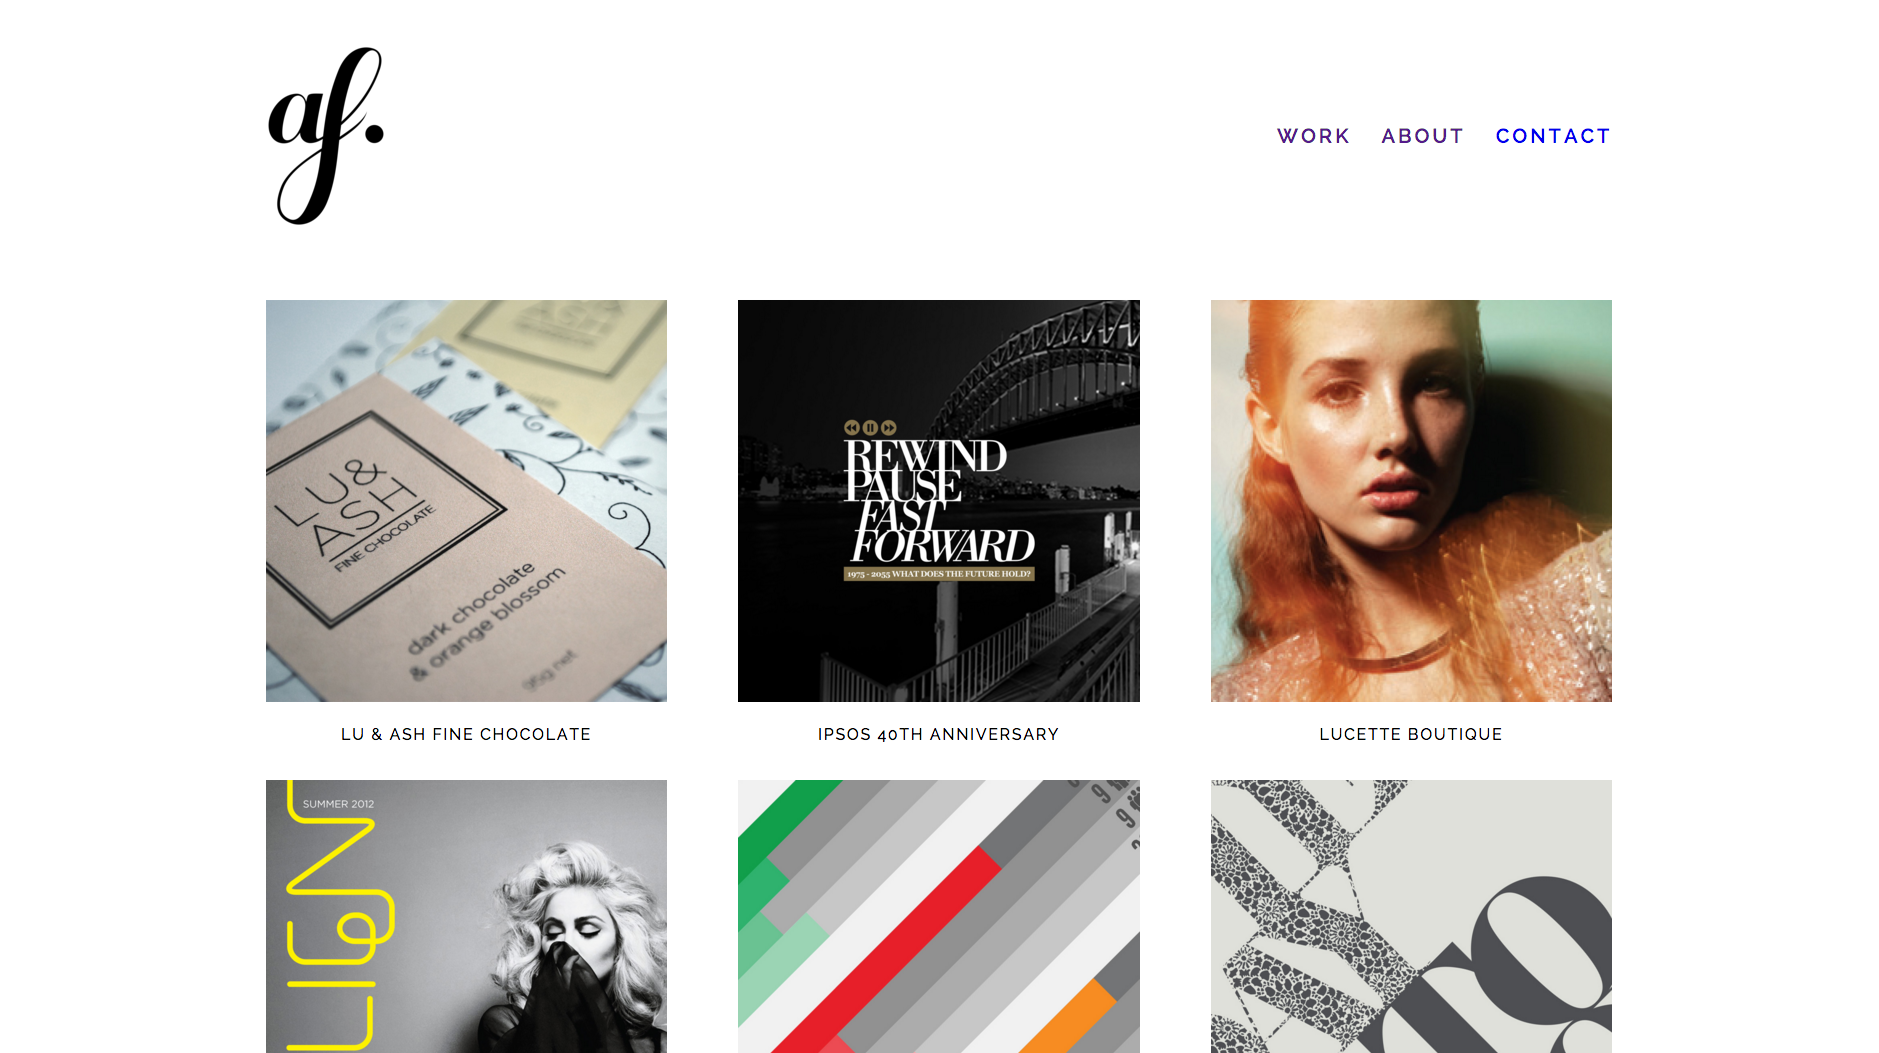 af.
WORK ABOUT CONTACT
ASH
LU &
ASH
FINE CHOCOLATE
dark chocolate
& orange blossom
95g net
REWIND
PAUSE
FAST
FORWARD
1975 - 2055 WHAT DOES THE FUTURE HOLD?
LU & ASH FINE CHOCOLATE
IPSOS 40TH ANNIVERSARY
LUCETTE BOUTIQUE
SUMMER 2012